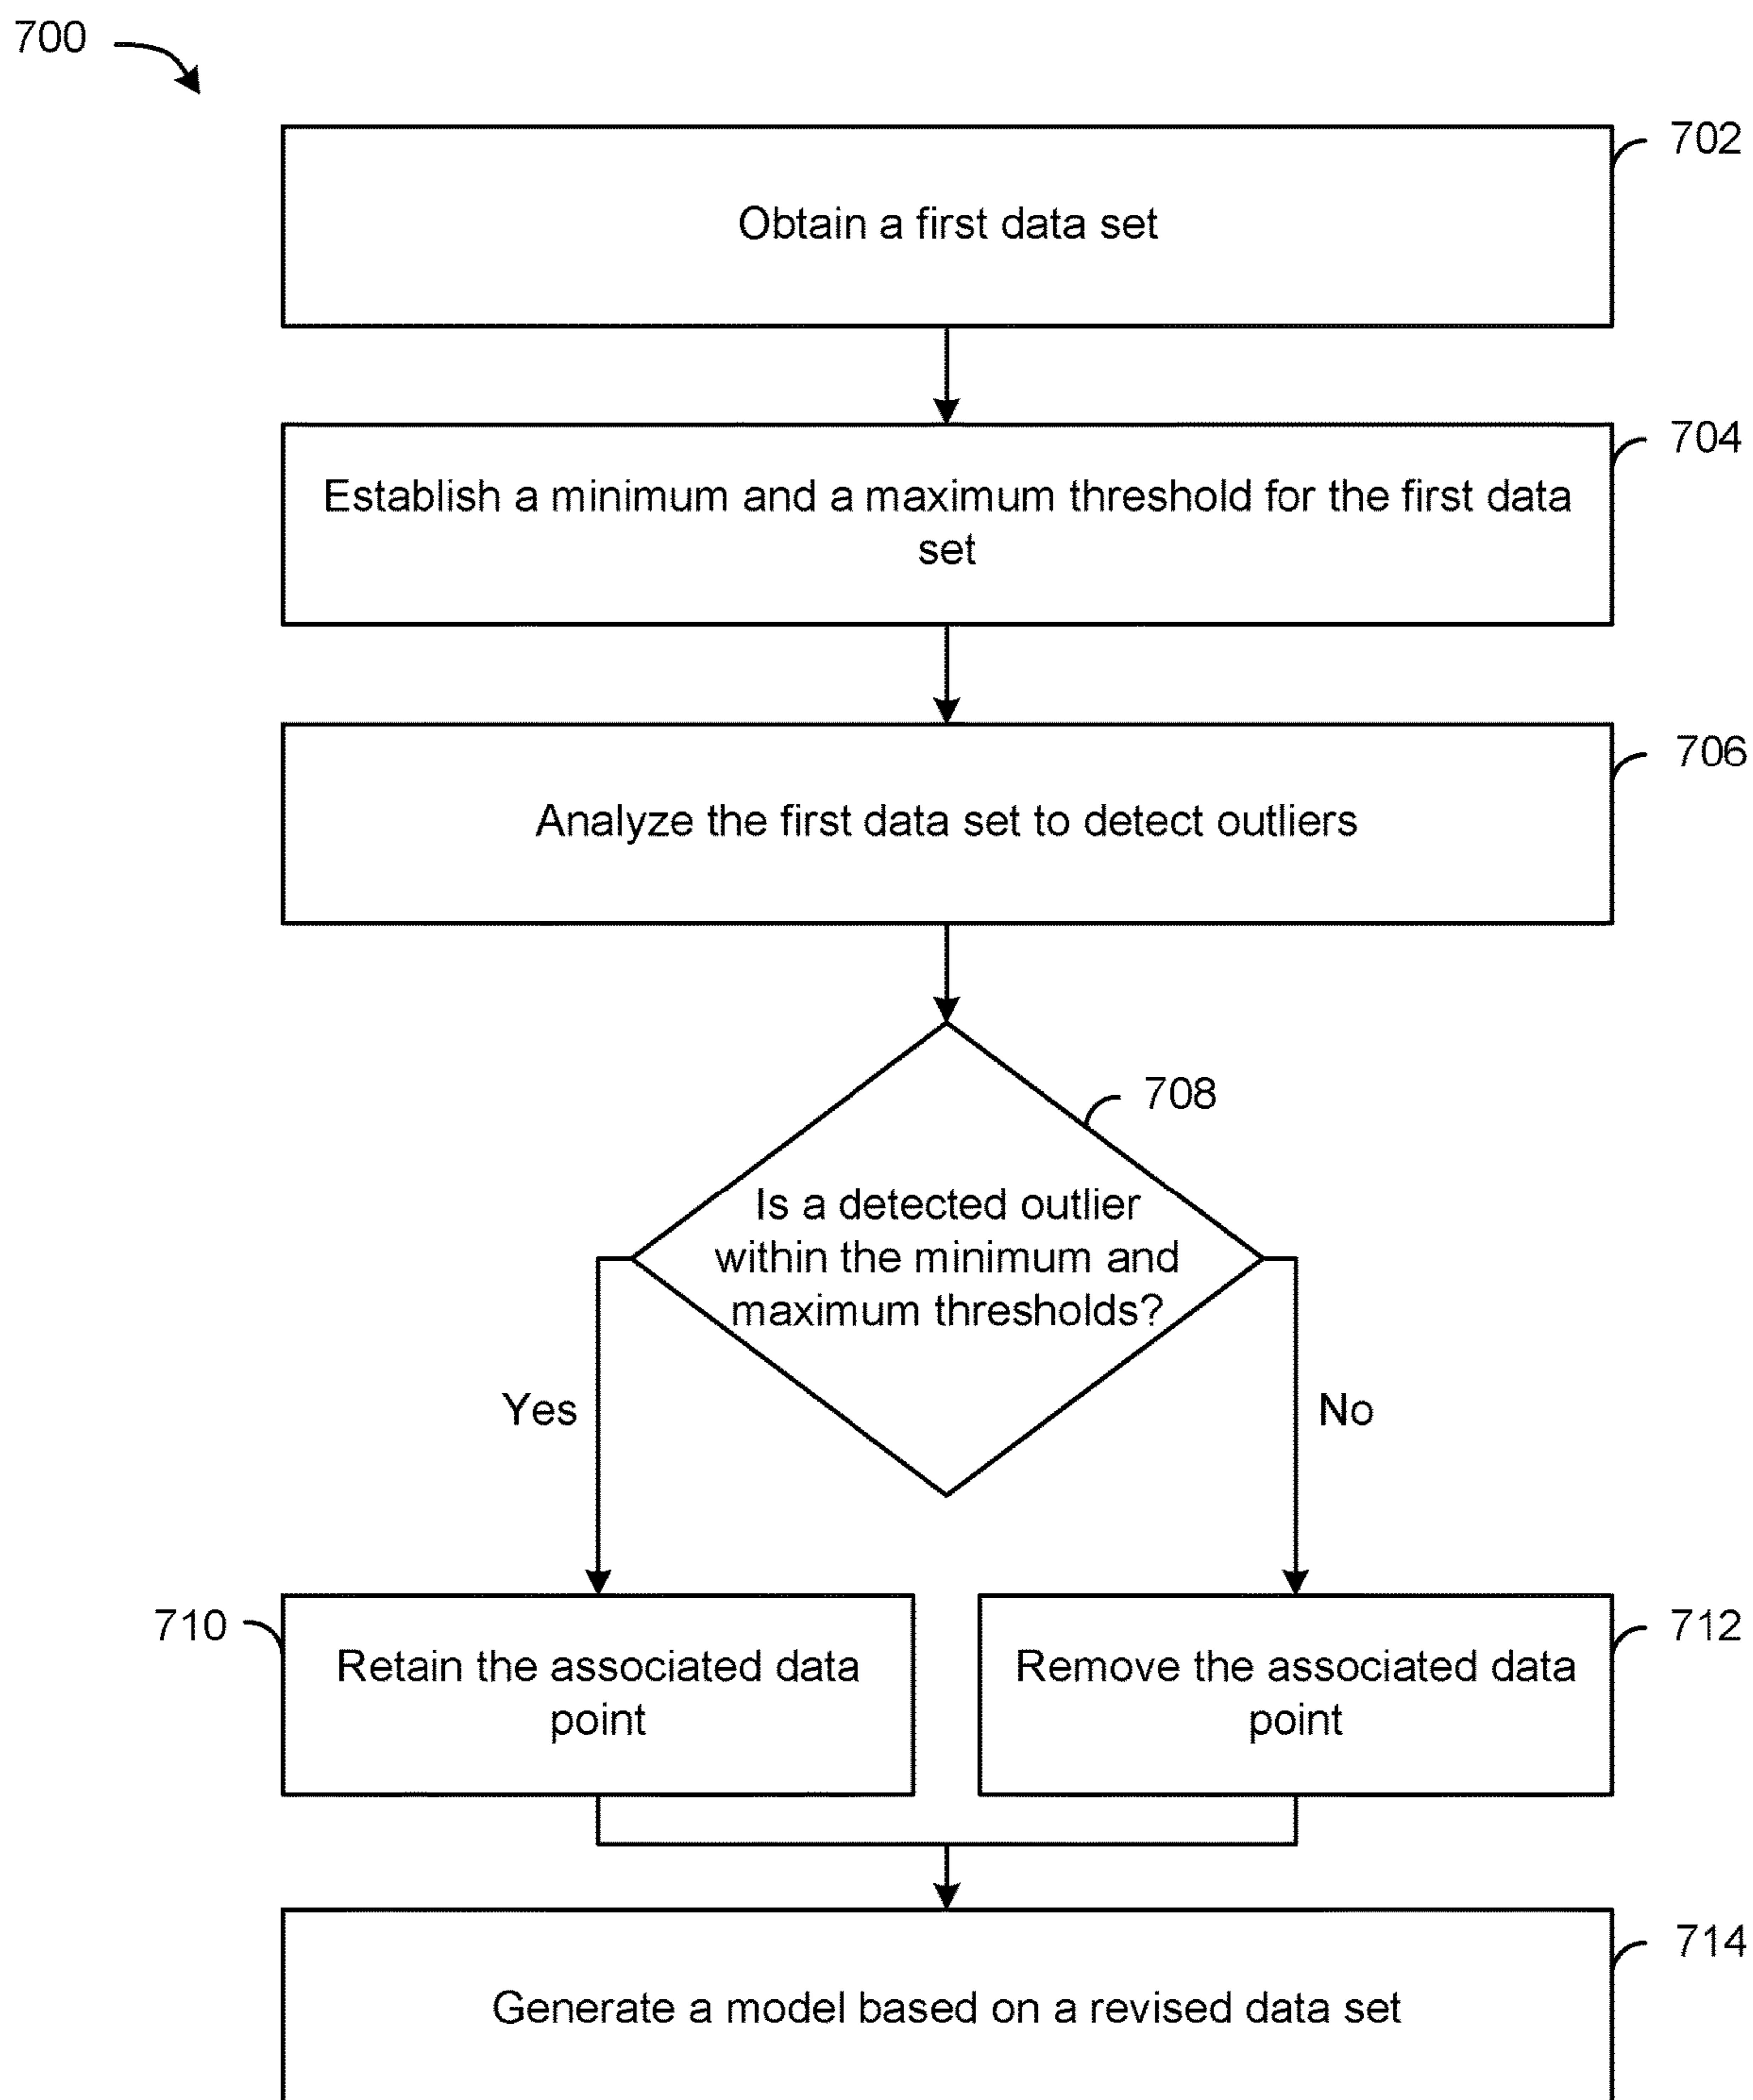 700
702
Obtain a first data set
704
Establish a minimum and a maximum threshold for the first data
set
706
Analyze the first data set to detect outliers
708
Is a detected outlier
within the minimum and
maximum thresholds?
Yes
No
710
Retain the associated data
point
712
Remove the associated data
point
714
Generate a model based on a revised data set